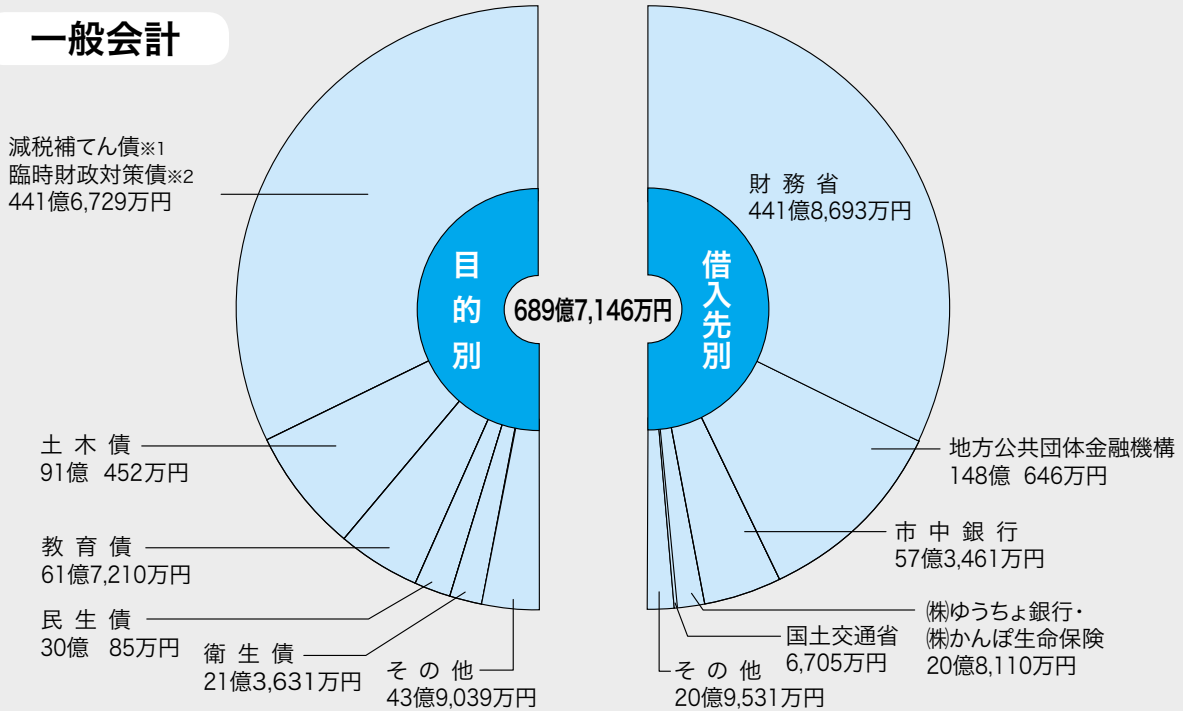 一般会計
減税補てん債※1
臨時財政対策債※2
441億6,729万円
土木債
91億 452万円
教育債
61億7,210万円
民生債
30億 85万円
衛生債
21億3,631万円
その他
43億9,039万円
目的別
689億7,146万円
借入先別
財務省
441億8,693万円
地方公共団体金融機構
148億 646万円
市中銀行
57億3,461万円
㈱ゆうちょ銀行・
㈱かんぽ生命保険
20億8,110万円
国土交通省
6,705万円
その他
20億9,531万円